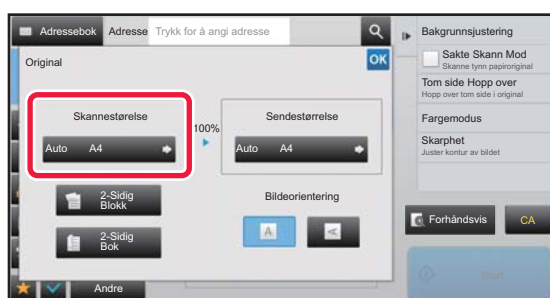 Adressebok Adresse Trykk for å angi adresse
Original
OK
Skannestørelse
Auto A4
100%
Sendestørrelse
Auto A4
2-Sidig
Blokk
2-Sidig
Bok
Bildeorientering
A
A
Andre
Bakgrunnsjustering
Sakte Skann Mod
Skanne tynn papiroriginal
Tom side Hopp over
Hopp over tom side i original
Fargemodus
Skarphet
Juster kontur av bildet
Forhåndsvis
CA
Start